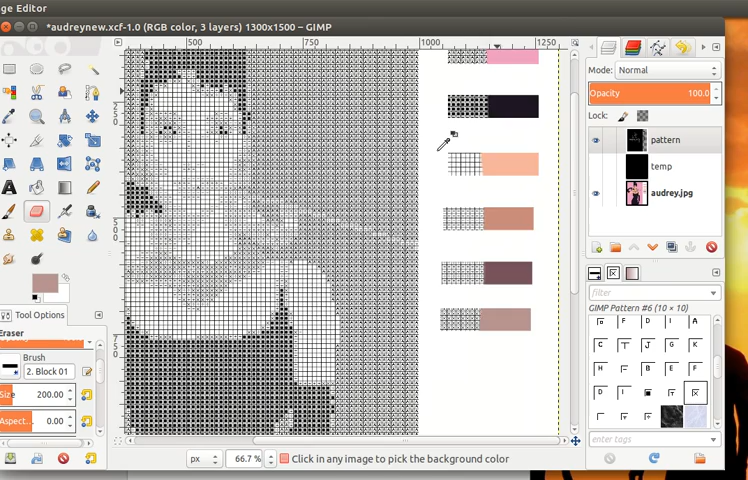 ge Editor
*audreynew.xcf-1.0 (RGB color, 3 layers) 1300x1500 – GIMP
500 750 1000 1250
250
500
750
Mode: Normal
Opacity 100.0
Lock:
pattern
temp
audrey.jpg
Tool Options
Eraser
Brush
2. Block 01
Size 200.00
Aspect... 0.00
GIMP Pattern #6 (10 × 10)
filter
F D I A
C T J G K
H F B E F
D I
enter tags
px 66.7% Click in any image to pick the background color